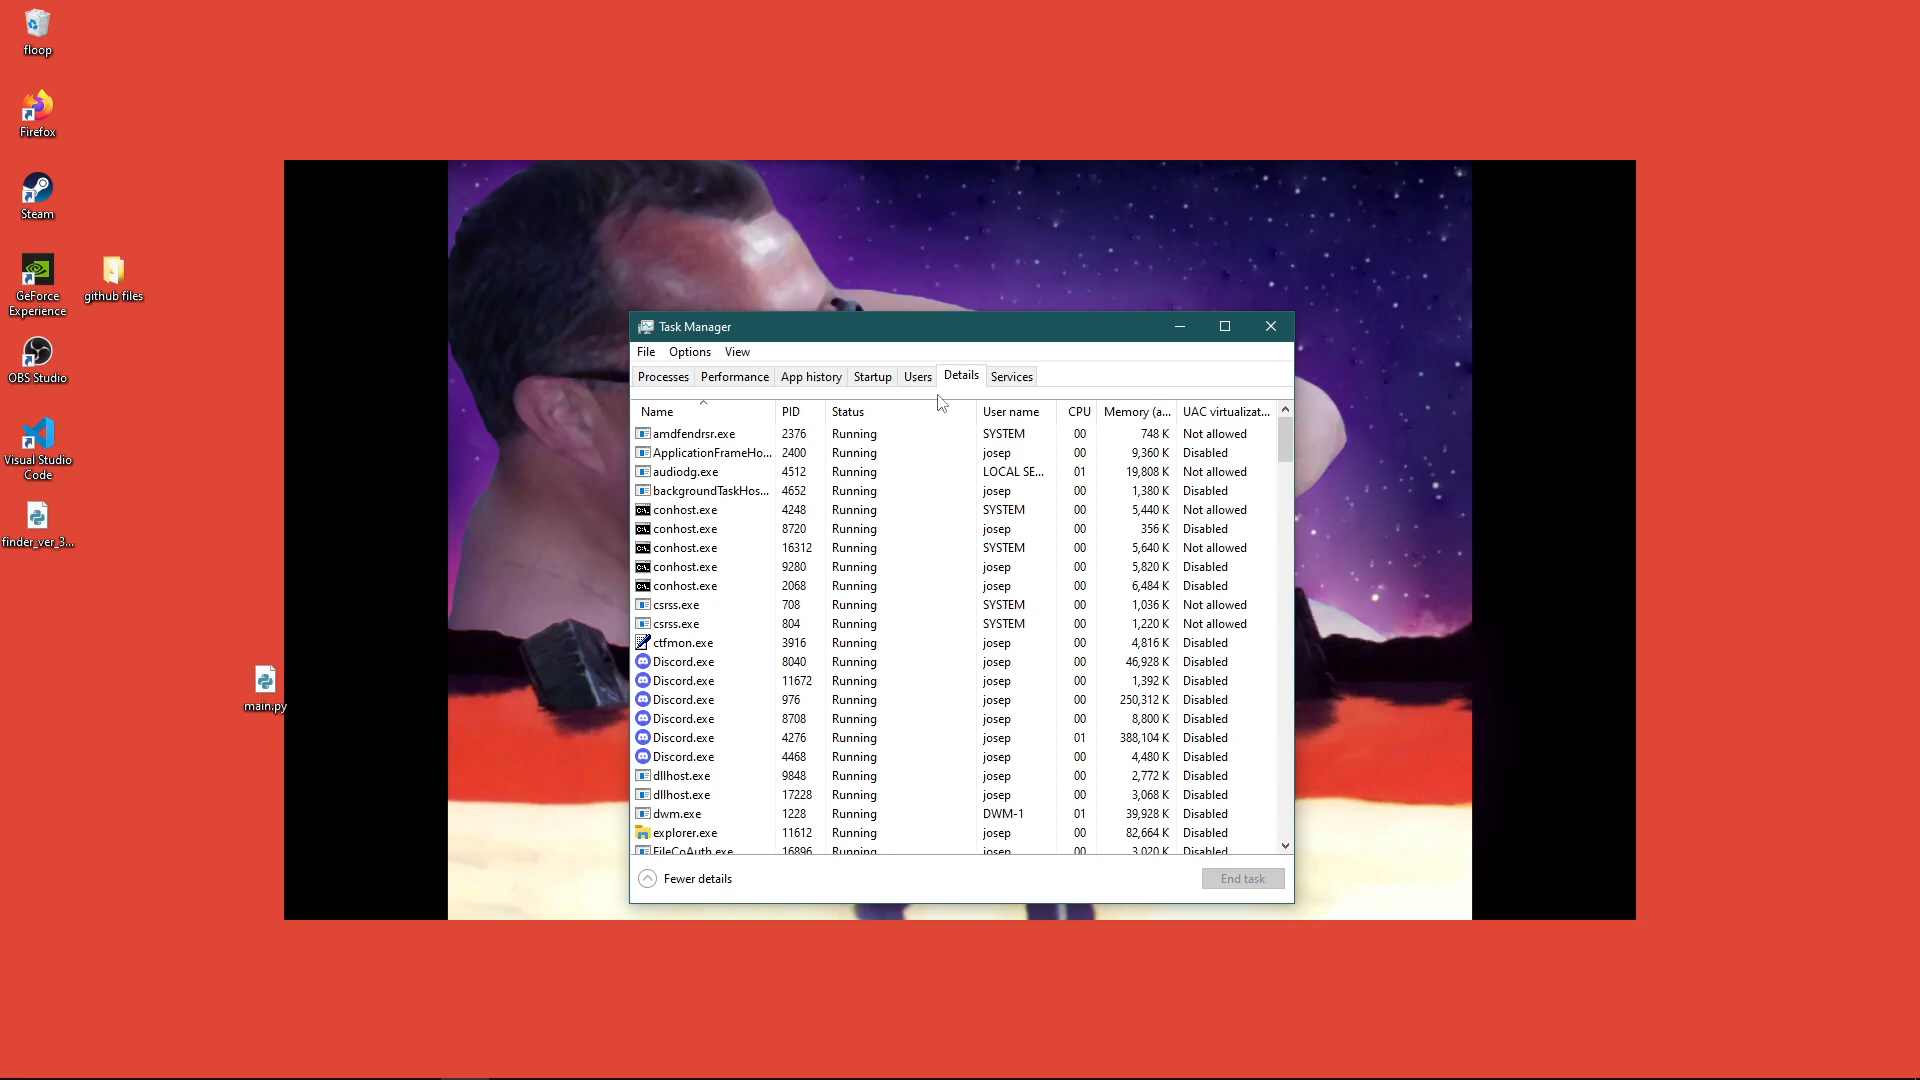 floop
Firefox
Steam
GeForce
Experience
github files
OBS Studio
Visual Studio
Code
finder_ver_3...
main.py
Task Manager
File Options View
Processes Performance App history Startup Users Details Services
Name PID Status User name CPU Memory (a... UAC virtualizat...
amdfendrsr.exe 2376 Running SYSTEM 00 748 K Not allowed
ApplicationFrameHo... 2400 Running josep 00 9,360 K Disabled
audiodg.exe 4512 Running LOCAL SE... 01 19,808 K Not allowed
backgroundTaskHos... 4652 Running josep 00 1,380 K Disabled
conhost.exe 4248 Running SYSTEM 00 5,440 K Not allowed
conhost.exe 8720 Running josep 00 356 K Disabled
conhost.exe 16312 Running SYSTEM 00 5,640 K Not allowed
conhost.exe 9280 Running josep 00 5,820 K Disabled
conhost.exe 2068 Running josep 00 6,484 K Disabled
csrss.exe 708 Running SYSTEM 00 1,036 K Not allowed
csrss.exe 804 Running SYSTEM 00 1,220 K Not allowed
ctfmon.exe 3916 Running josep 00 4,816 K Disabled
Discord.exe 8040 Running josep 00 46,928 K Disabled
Discord.exe 11672 Running josep 00 1,392 K Disabled
Discord.exe 976 Running josep 00 250,312 K Disabled
Discord.exe 8708 Running josep 00 8,800 K Disabled
Discord.exe 4276 Running josep 01 388,104 K Disabled
Discord.exe 4468 Running josep 00 4,480 K Disabled
dllhost.exe 9848 Running josep 00 2,772 K Disabled
dllhost.exe 17228 Running josep 00 3,068 K Disabled
dwm.exe 1228 Running DWM-1 01 39,928 K Disabled
explorer.exe 11612 Running josep 00 82,664 K Disabled
FileCoAuth.exe 16896 Running josep 00 3,020 K Disabled
Fewer details End task